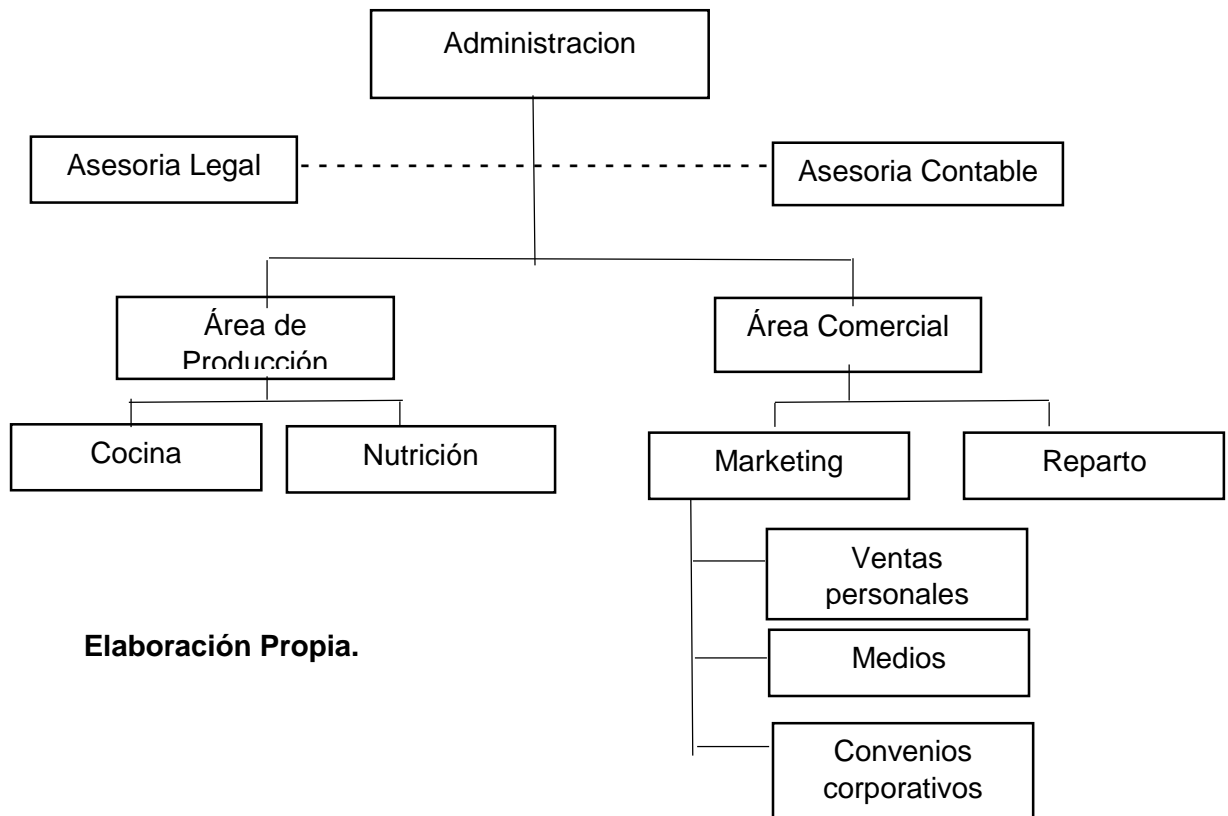 Administracion
Asesoria Legal
Asesoria Contable
Área de
Producción
Área Comercial
Cocina
Nutrición
Marketing
Reparto
Ventas
personales
Medios
Convenios
corporativos
Elaboración Propia.